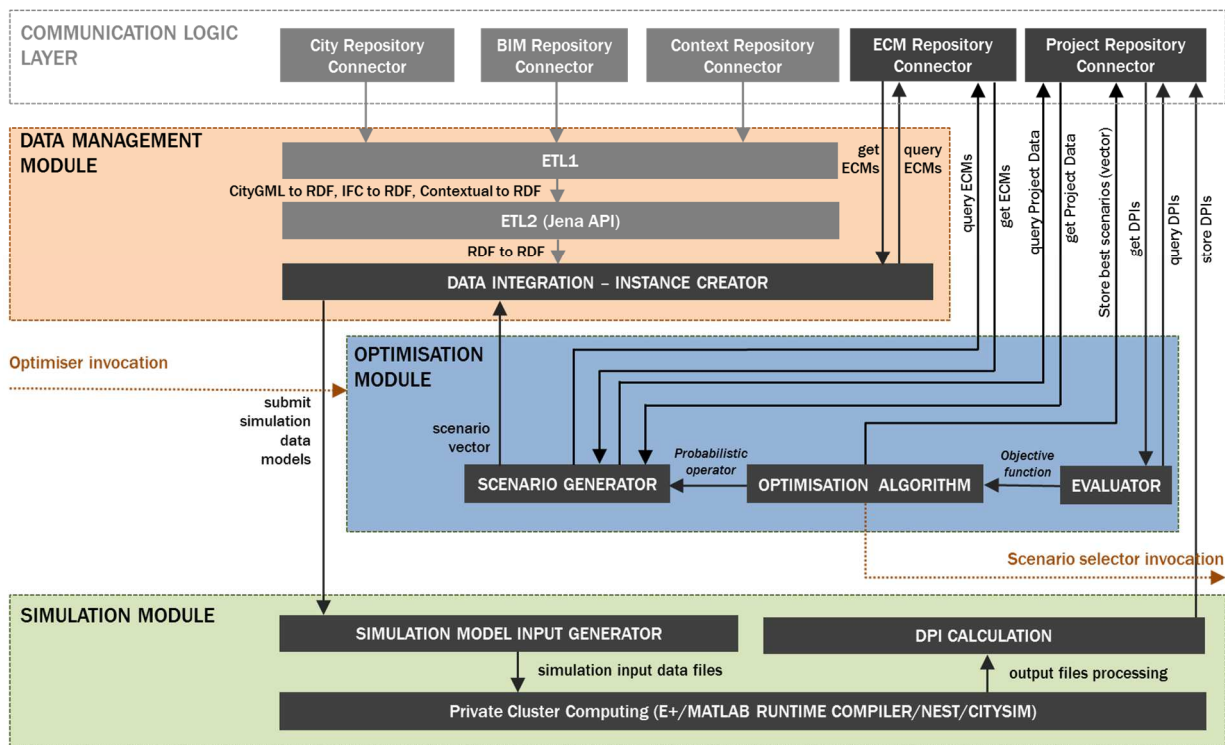 COMMUNICATION LOGIC
LAYER
City Repository
Connector
BIM Repository
Connector
Context Repository
Connector
ECM Repository
Connector
Project Repository
Connector
DATA MANAGEMENT
MODULE
ETL1
CityGML to RDF, IFC to RDF, Contextual to RDF
ETL2 (Jena API)
RDF to RDF
DATA INTEGRATION – INSTANCE CREATOR
get
ECMs
query
ECMs
query ECMs
get ECMs
query Project Data
get Project Data
Store best scenarios (vector)
get DPIs
query DPIs
store DPIs
Optimiser invocation
OPTIMISATION
MODULE
submit
simulation
data
models
scenario
vector
SCENARIO GENERATOR
Probabilistic
operator
OPTIMISATION ALGORITHM
Objective
function
EVALUATOR
Scenario selector invocation
SIMULATION MODULE
SIMULATION MODEL INPUT GENERATOR
DPI CALCULATION
simulation input data files
output files processing
Private Cluster Computing (E+/MATLAB RUNTIME COMPILER/NEST/CITYSIM)